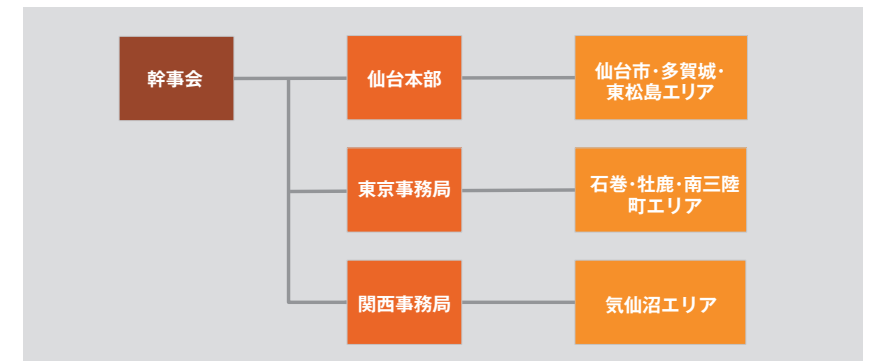 幹事会
仙台本部
仙台市・多賀城・
東松島エリア
東京事務局
石巻・牡鹿・南三陸
町エリア
関西事務局
気仙沼エリア